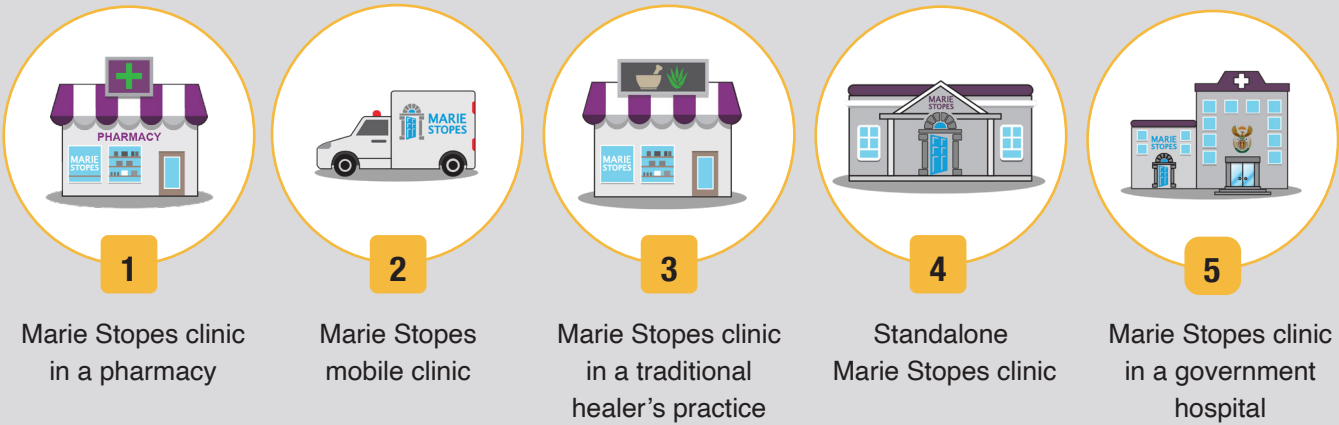 PHARMACY
MARIE
STOPES
MARIE
STOPES
MARIE
STOPES
MARIE
STOPES
MARIE
STOPES
1
2
3
4
5
Marie Stopes clinic
in a pharmacy
Marie Stopes
mobile clinic
Marie Stopes clinic
in a traditional
healer’s practice
Standalone
Marie Stopes clinic
Marie Stopes clinic
in a government
hospital